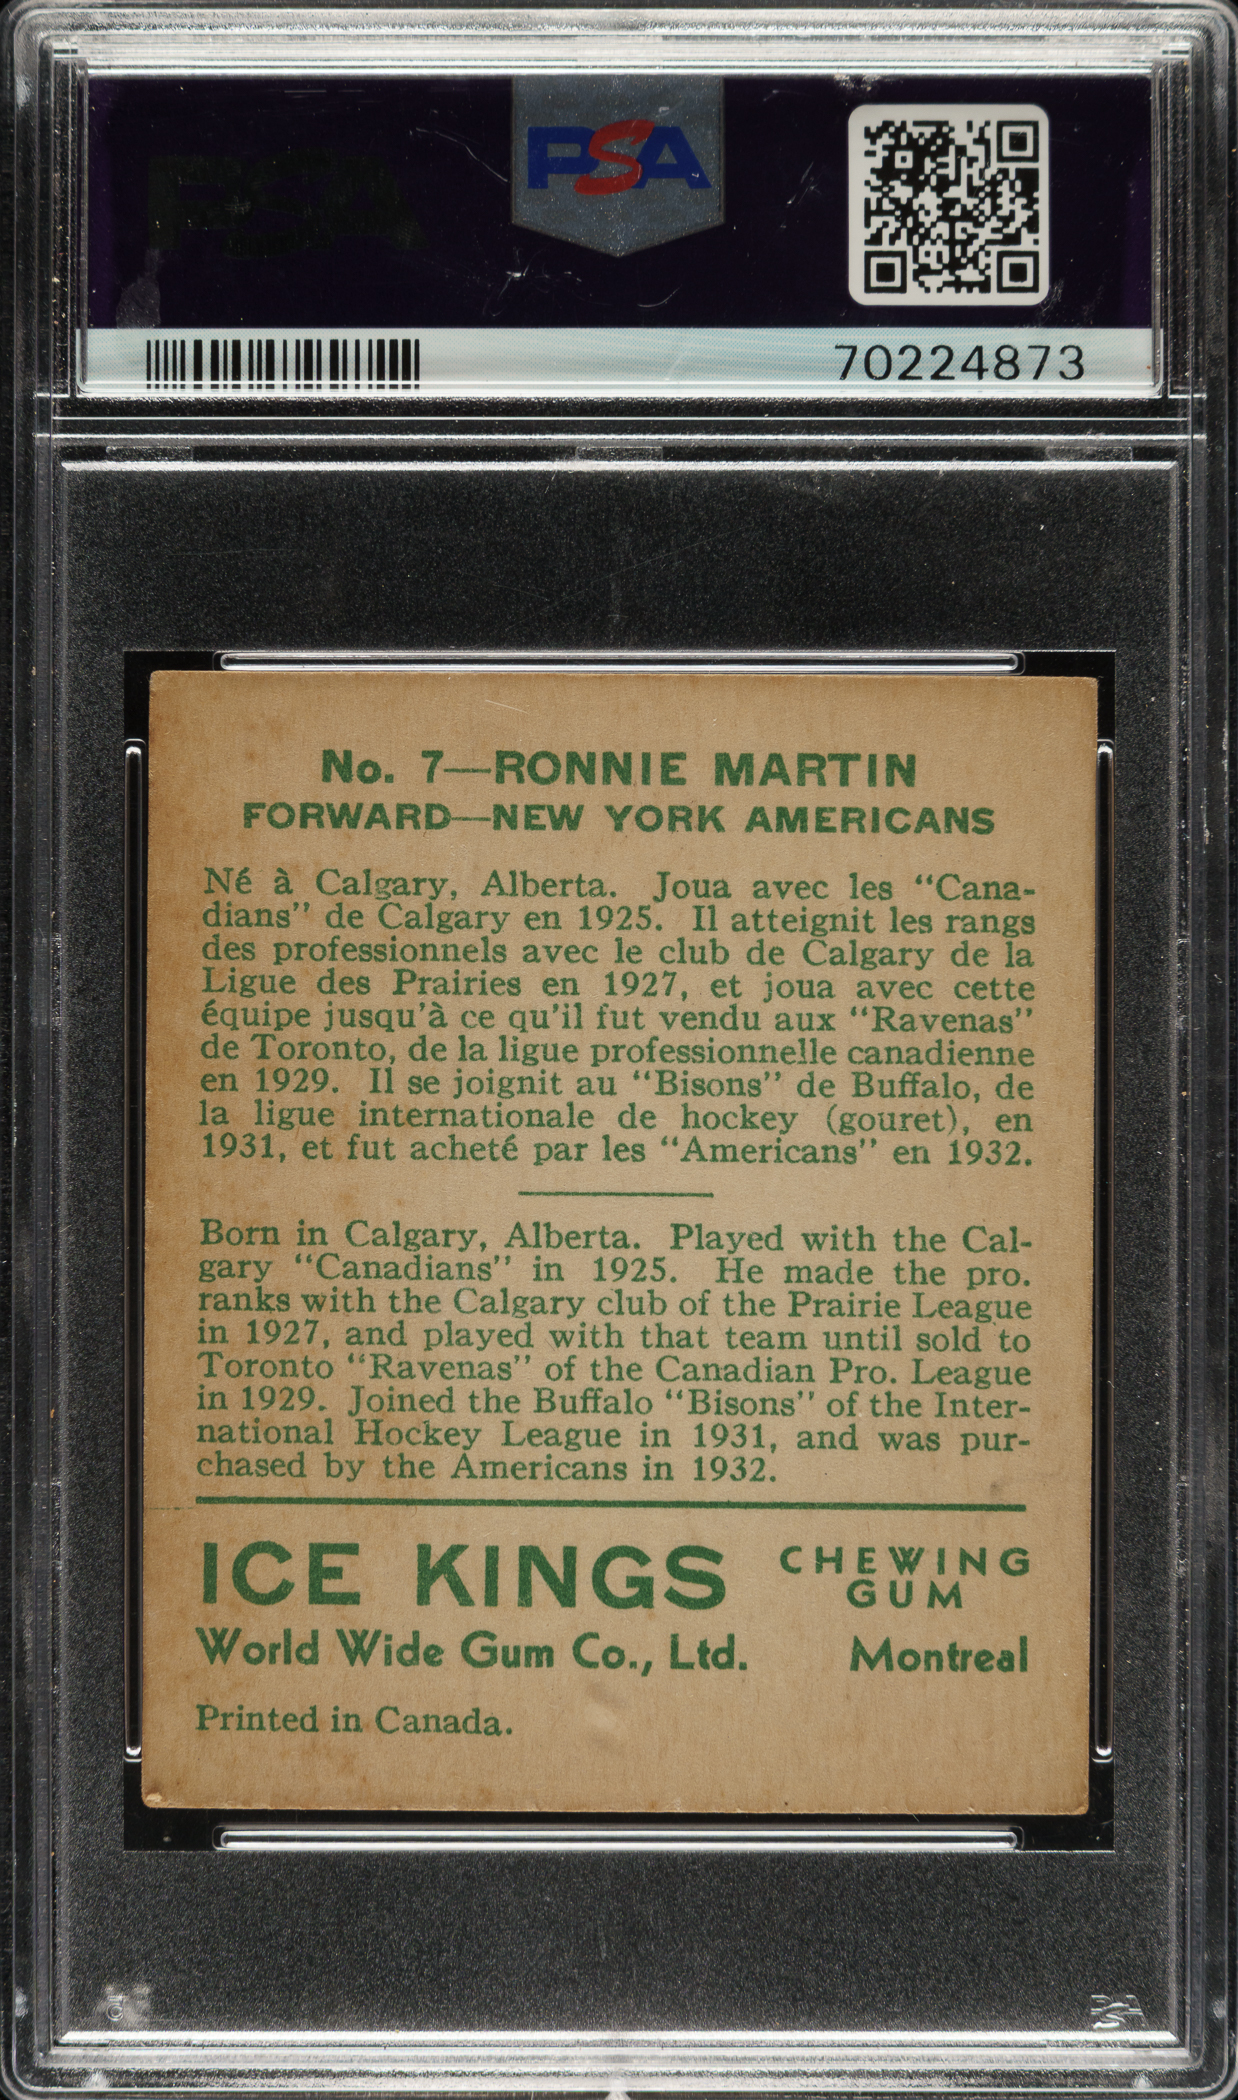 PSA
70224873
No. 7—RONNIE MARTIN
FORWARD—NEW YORK AMERICANS
Né à Calgary, Alberta. Joua avec les "Cana-
dians" de Calgary en 1925. Il atteignit les rangs
des professionnels avec le club de Calgary de la
Ligue des Prairies en 1927, et joua avec cette
équipe jusqu'à ce qu'il fut vendu aux "Ravenas"
de Toronto, de la ligue professionnelle canadienne
en 1929. Il se joignit au "Bisons" de Buffalo, de
la ligue internationale de hockey (gouret), en
1931, et fut acheté par les "Americans" en 1932.
Born in Calgary, Alberta. Played with the Cal-
gary "Canadians" in 1925. He made the pro.
ranks with the Calgary club of the Prairie League
in 1927, and played with that team until sold to
Toronto "Ravenas" of the Canadian Pro. League
in 1929. Joined the Buffalo "Bisons" of the Inter-
national Hockey League in 1931, and was pur-
chased by the Americans in 1932.
ICE KINGS CHEWING GUM
World Wide Gum Co., Ltd. Montreal
Printed in Canada.